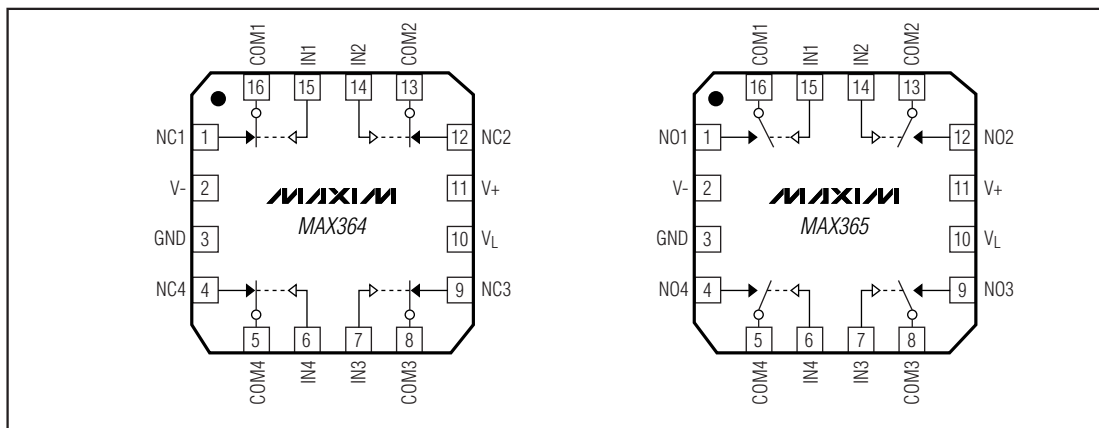 COM1 IN1 IN2 COM2
16 15 14 13
NC1 1 12 NC2
V- 2 11 V+
MAXIM
MAX364
GND 3 10 VL
NC4 4 9 NC3
5 6 7 8
COM4 IN4 IN3 COM3
COM1 IN1 IN2 COM2
16 15 14 13
NO1 1 12 NO2
V- 2 11 V+
MAXIM
MAX365
GND 3 10 VL
NO4 4 9 NO3
5 6 7 8
COM4 IN4 IN3 COM3